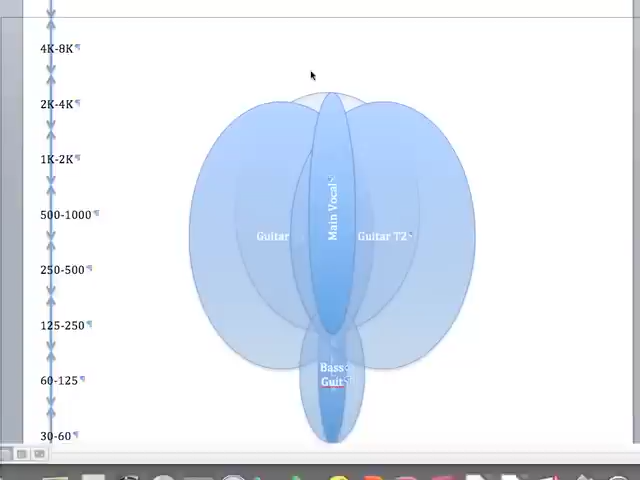 4K-8K
2K-4K
1K-2K
500-1000
250-500
125-250
60-125
30-60
Main Vocal
Guitar
Guitar T2
Bass
Guit